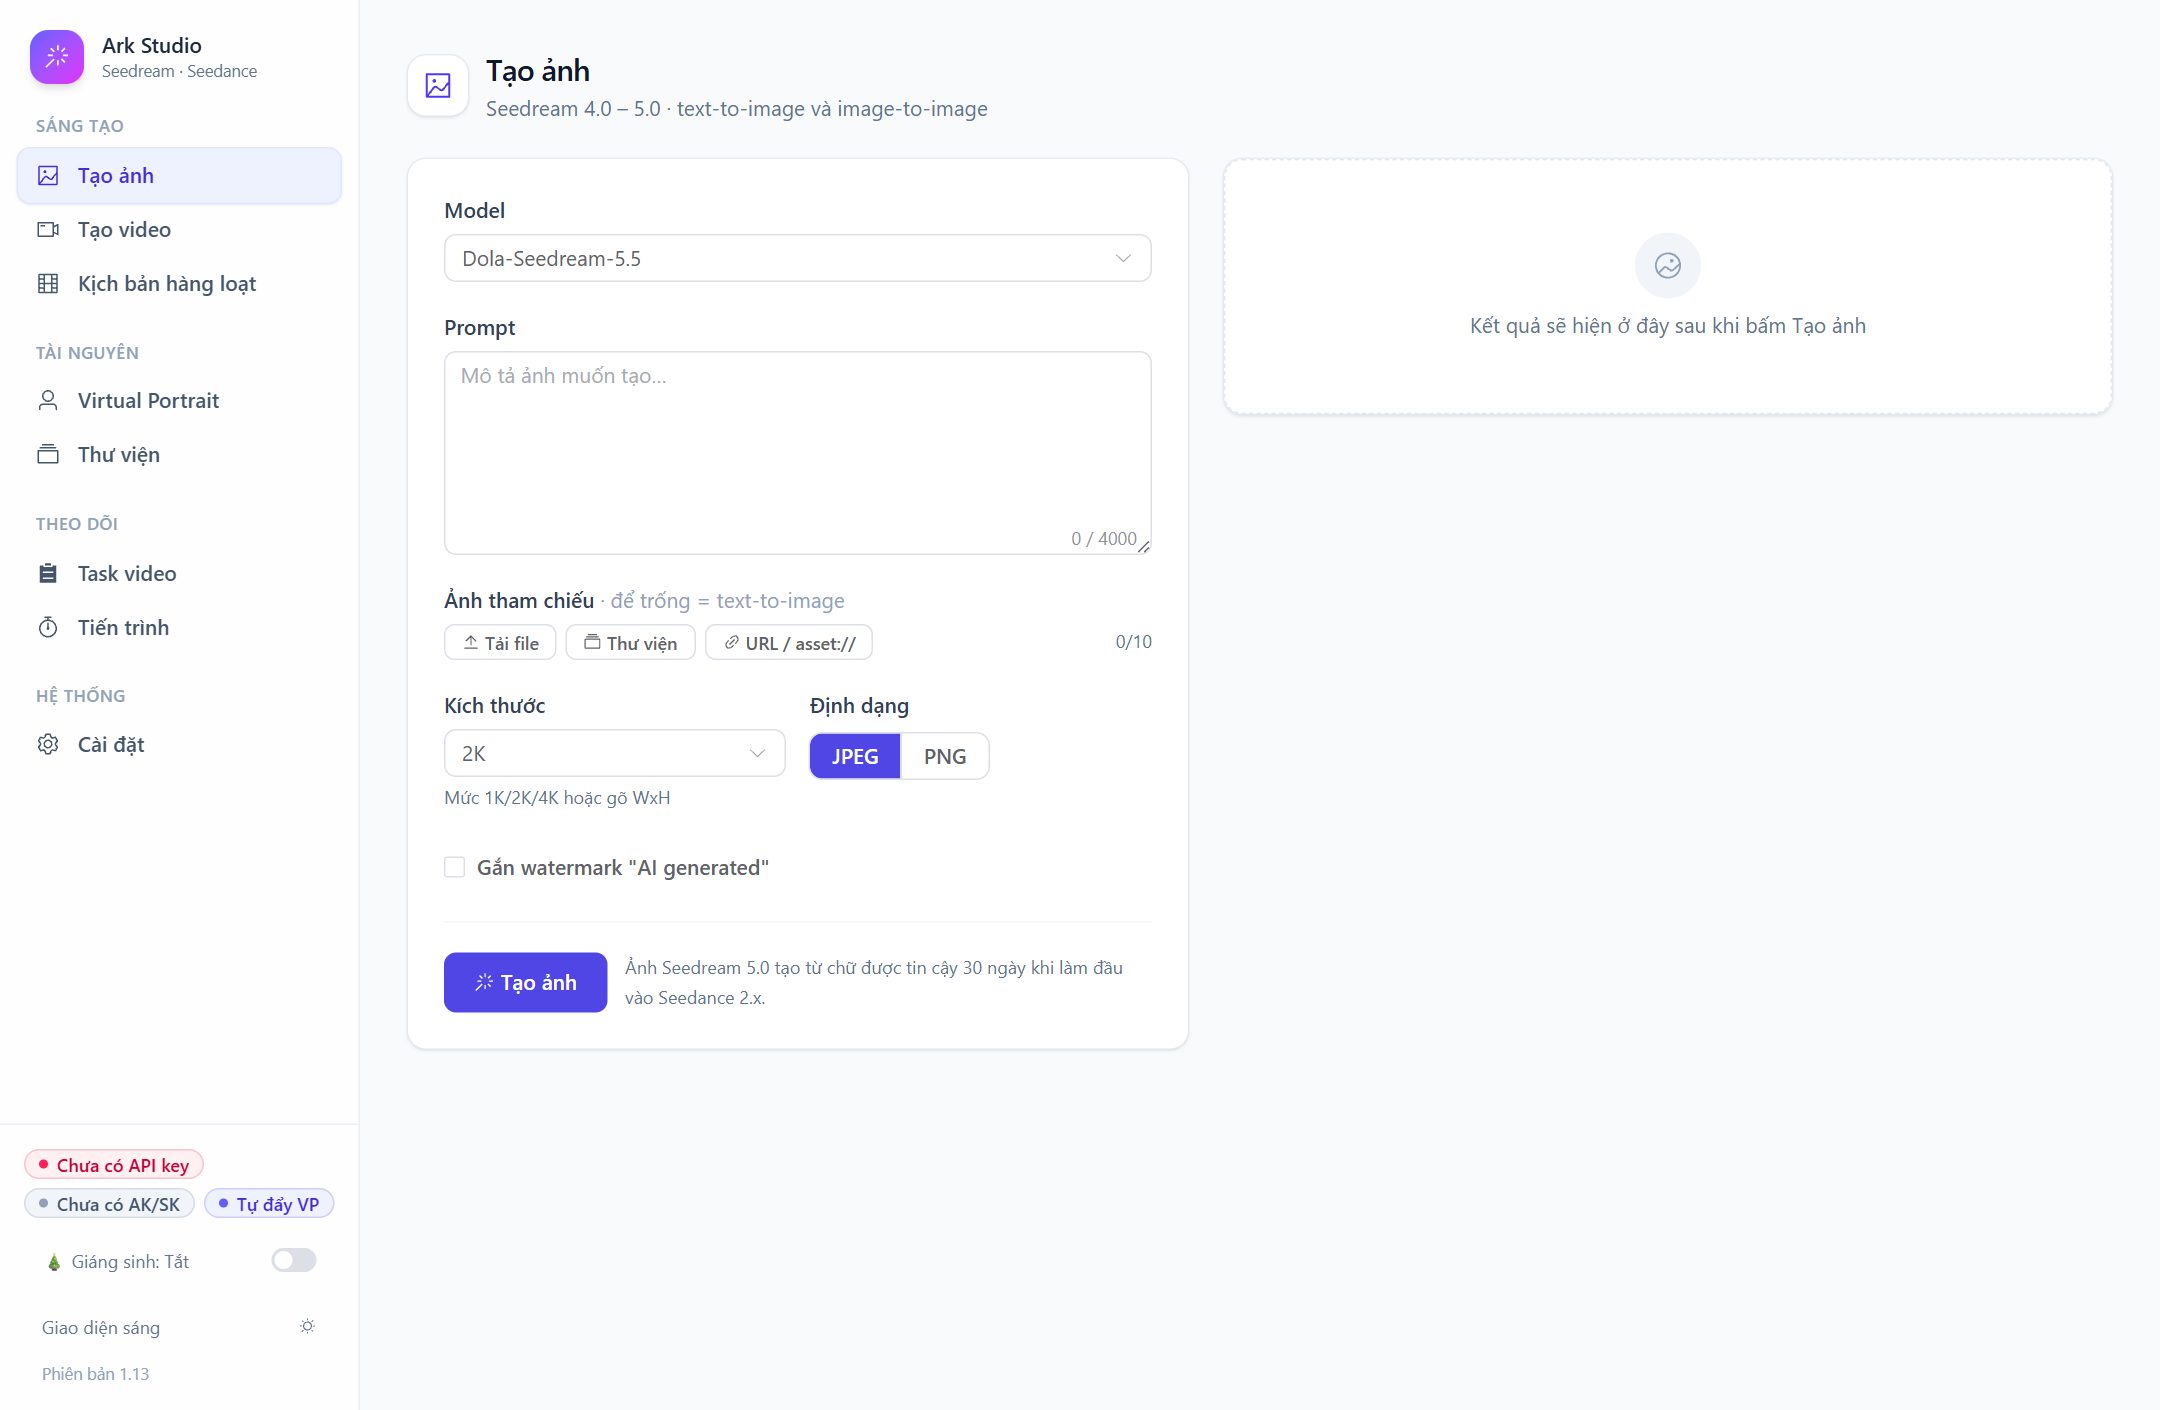 Ark Studio
Seedream · Seedance
SÁNG TẠO
Tạo ảnh
Tạo video
Kịch bản hàng loạt
TÀI NGUYÊN
Virtual Portrait
Thư viện
THEO DÕI
Task video
Tiến trình
HỆ THỐNG
Cài đặt
Chưa có API key
Chưa có AK/SK
Tự đẩy VP
Giáng sinh: Tắt
Giao diện sáng
Phiên bản 1.13
Tạo ảnh
Seedream 4.0 – 5.0 · text-to-image và image-to-image
Model
Dola-Seedream-5.5
Prompt
Mô tả ảnh muốn tạo...
0 / 4000
Ảnh tham chiếu · để trống = text-to-image
Tải file
Thư viện
URL / asset://
0/10
Kích thước
2K
Mức 1K/2K/4K hoặc gõ WxH
Định dạng
JPEG
PNG
Gắn watermark "AI generated"
Tạo ảnh
Ảnh Seedream 5.0 tạo từ chữ được tin cậy 30 ngày khi làm đầu
vào Seedance 2.x.
Kết quả sẽ hiện ở đây sau khi bấm Tạo ảnh